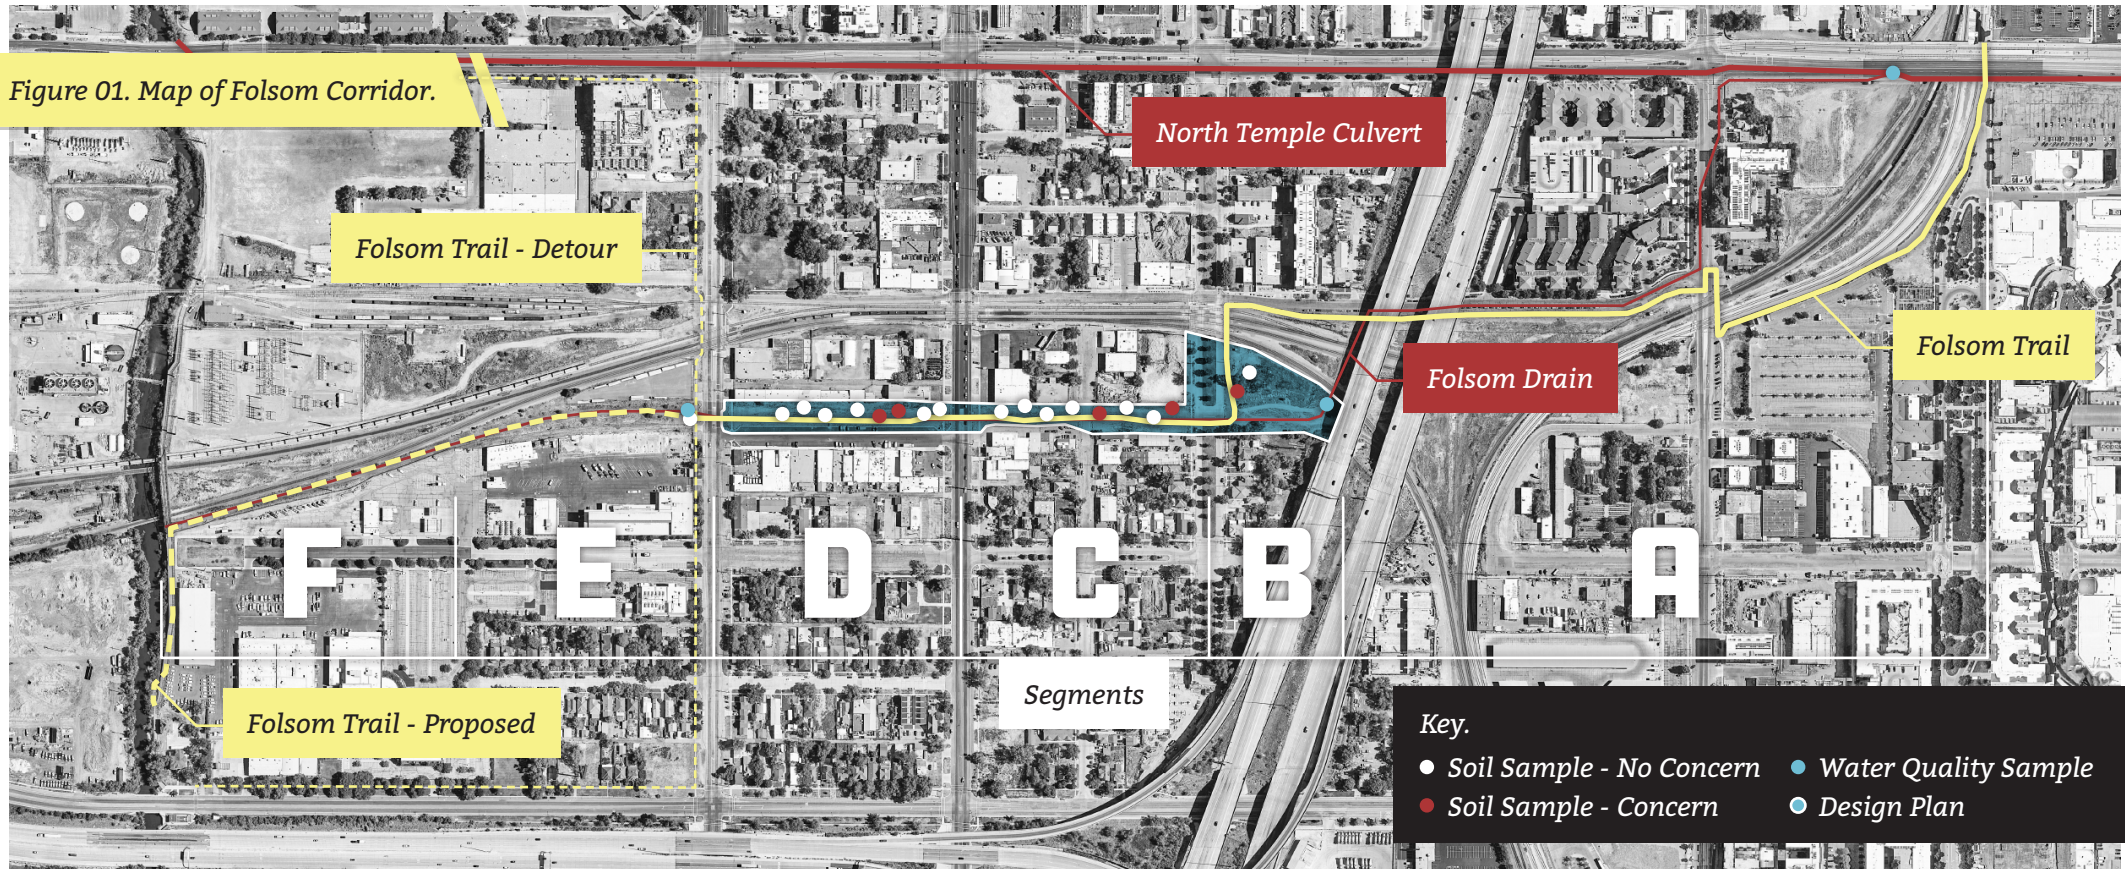 Figure 01. Map of Folsom Corridor.
North Temple Culvert
Folsom Trail - Detour
Folsom Trail
Folsom Drain
F
E
D
C
B
A
Segments
Folsom Trail - Proposed
Key.
Soil Sample - No Concern
Water Quality Sample
Soil Sample - Concern
Design Plan